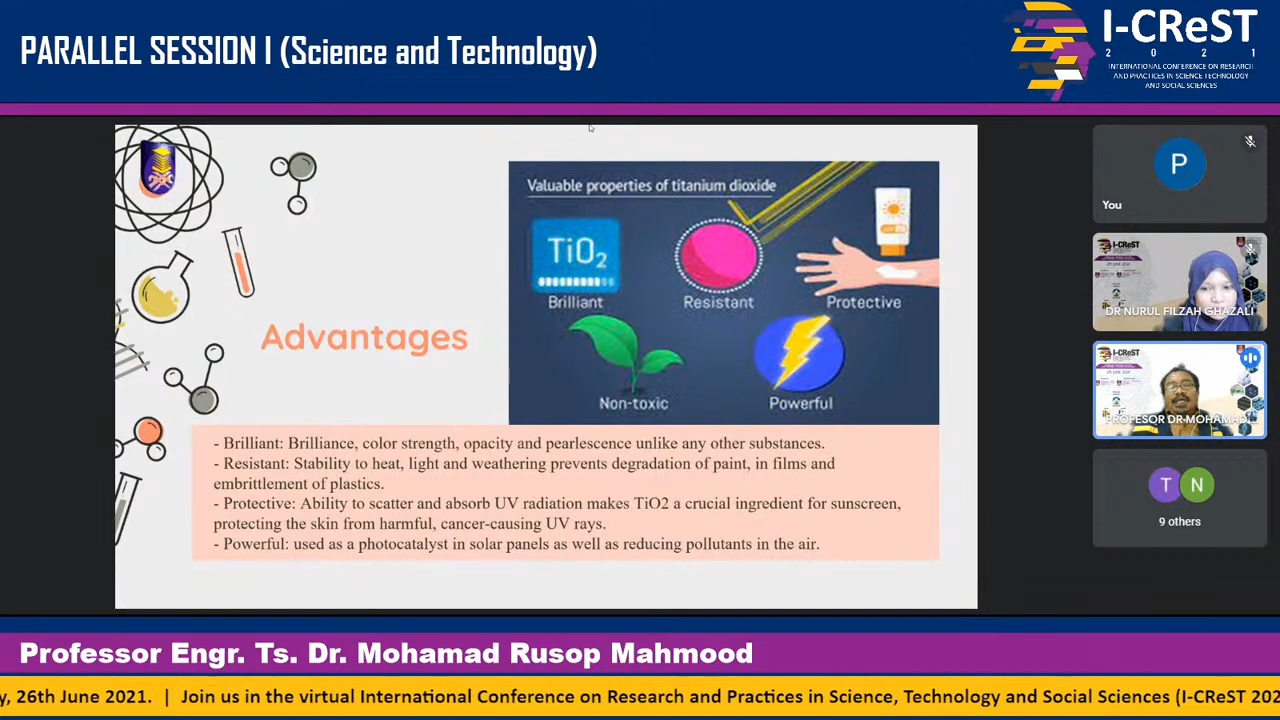 PARALLEL SESSION I (Science and Technology)
I-CReST
2 0 2 1
INTERNATIONAL CONFERENCE ON RESEARCH
AND PRACTICES IN SCIENCE TECHNOLOGY
AND SOCIAL SCIENCES
Valuable properties of titanium dioxide
TiO2
Brilliant
Resistant
Protective
Non-toxic
Powerful
Advantages
- Brilliant: Brilliance, color strength, opacity and pearlescence unlike any other substances.
- Resistant: Stability to heat, light and weathering prevents degradation of paint, in films and
embrittlement of plastics.
- Protective: Ability to scatter and absorb UV radiation makes TiO2 a crucial ingredient for sunscreen,
protecting the skin from harmful, cancer-causing UV rays.
- Powerful: used as a photocatalyst in solar panels as well as reducing pollutants in the air.
P
You
DR NURUL FILZAH GHAZALI
PROFESOR DR MOHAMAD
T N
9 others
Professor Engr. Ts. Dr. Mohamad Rusop Mahmood
y, 26th June 2021. | Join us in the virtual International Conference on Research and Practices in Science, Technology and Social Sciences (I-CReST 202